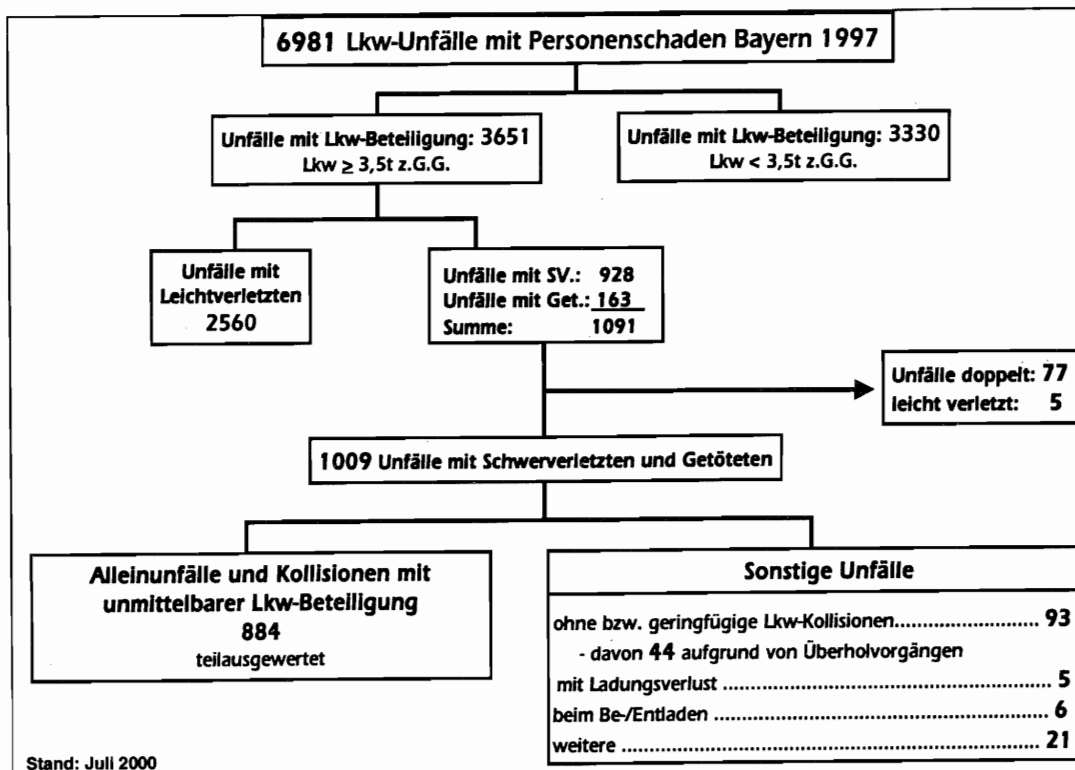 6981 Lkw-Unfälle mit Personenschaden Bayern 1997
Unfälle mit Lkw-Beteiligung: 3651
Lkw ≥ 3,5t z.G.G.
Unfälle mit Lkw-Beteiligung: 3330
Lkw < 3,5t z.G.G.
Unfälle mit
Leichtverletzten
2560
Unfälle mit SV.: 928
Unfälle mit Get.: 163
Summe: 1091
Unfälle doppelt: 77
leicht verletzt: 5
1009 Unfälle mit Schwerverletzten und Getöteten
Alleinunfälle und Kollisionen mit
unmittelbarer Lkw-Beteiligung
884
teilausgewertet
Sonstige Unfälle
ohne bzw. geringfügige Lkw-Kollisionen........................ 93
- davon 44 aufgrund von Überholvorgängen
mit Ladungsverlust ........................................................ 5
beim Be-/Entladen ......................................................... 6
weitere ......................................................................... 21
Stand: Juli 2000